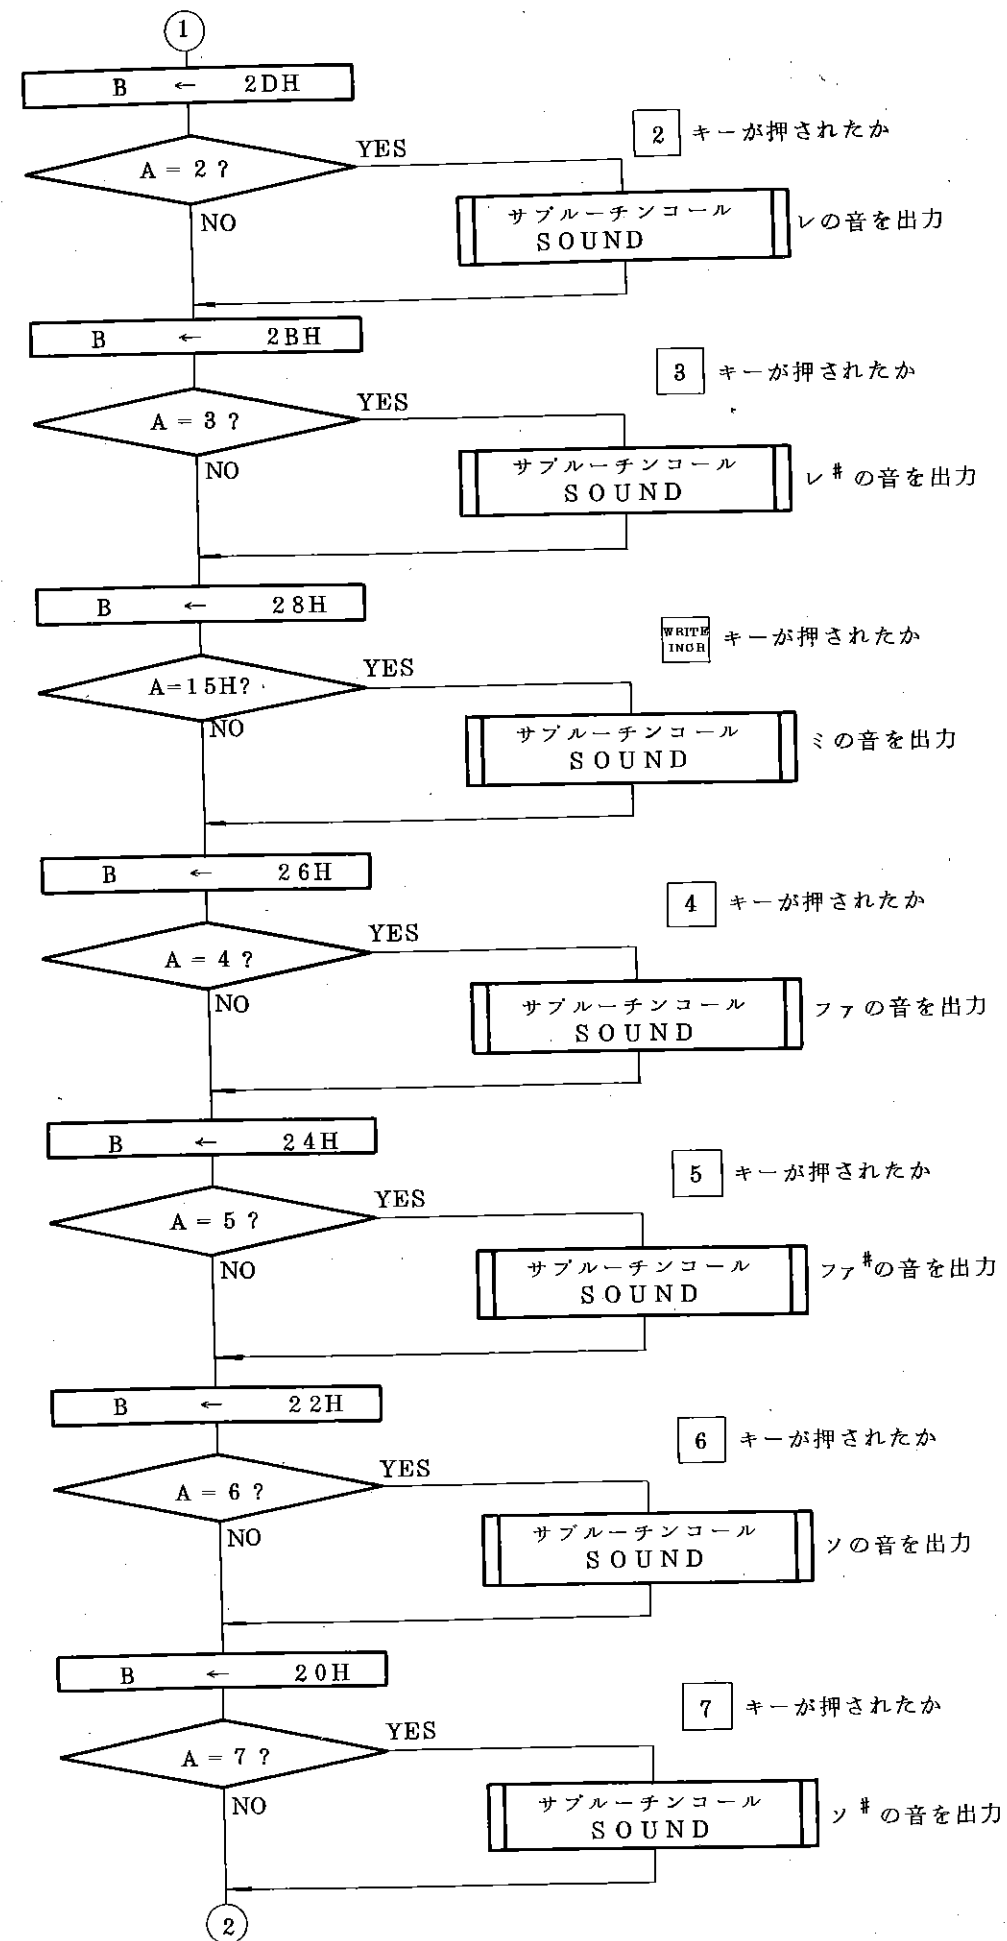 1
B ← 2DH
2 キーが押されたか
A = 2 ?
YES
NO
サブルーチンコール
SOUND
レの音を出力
B ← 2BH
3 キーが押されたか
A = 3 ?
YES
NO
サブルーチンコール
SOUND
レ#の音を出力
B ← 28H
WRITE
INCR
キーが押されたか
A=15H?
YES
NO
サブルーチンコール
SOUND
ミの音を出力
B ← 26H
4 キーが押されたか
A = 4 ?
YES
NO
サブルーチンコール
SOUND
ファの音を出力
B ← 24H
5 キーが押されたか
A = 5 ?
YES
NO
サブルーチンコール
SOUND
ファ#の音を出力
B ← 22H
6 キーが押されたか
A = 6 ?
YES
NO
サブルーチンコール
SOUND
ソの音を出力
B ← 20H
7 キーが押されたか
A = 7 ?
YES
NO
サブルーチンコール
SOUND
ソ#の音を出力
2